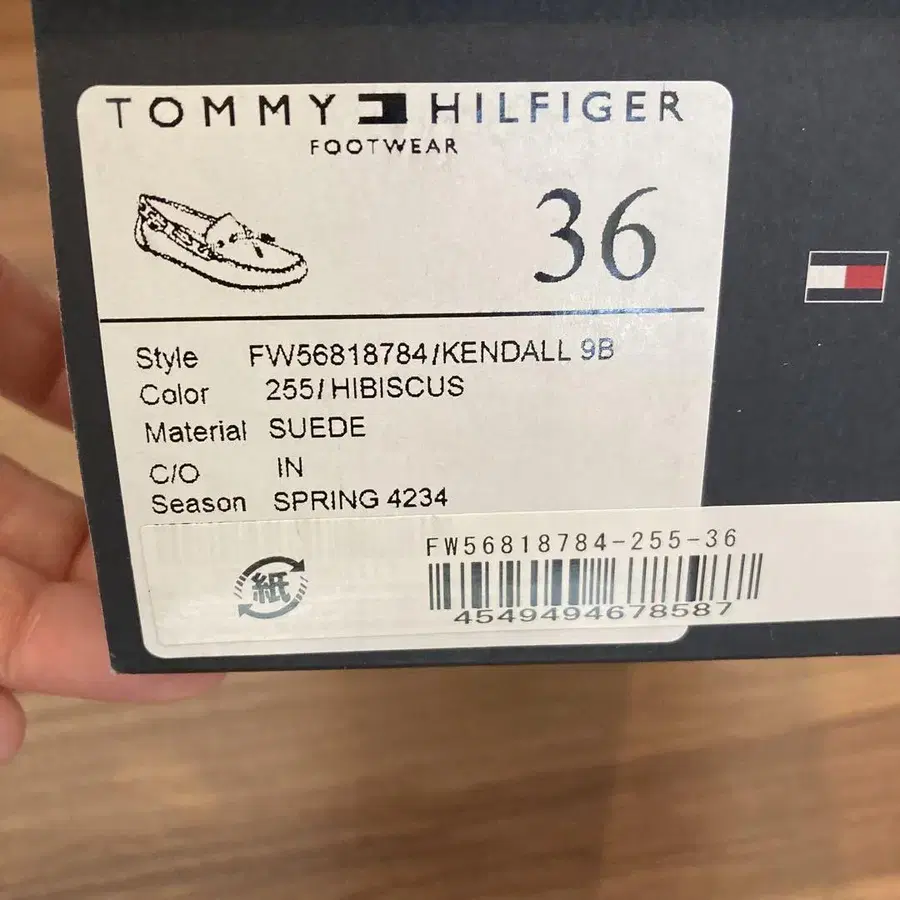 TOMMY HILFIGER
FOOTWEAR
36
Style FW56818784/KENDALL 9B
Color 255/HIBISCUS
Material SUEDE
C/O IN
Season SPRING 4234
FW56818784-255-36
紙
4549494678587